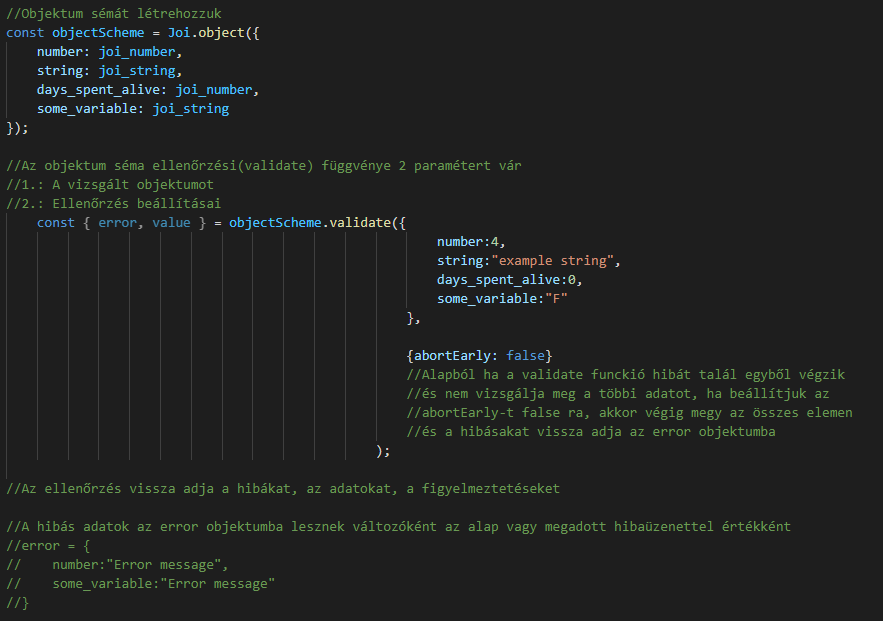 //Objektum sémát létrehozzuk
const objectScheme = Joi.object({
    number: joi_number,
    string: joi_string,
    days_spent_alive: joi_number,
    some_variable: joi_string
});

//Az objektum séma ellenőrzési(validate) függvénye 2 paramétert vár
//1.: A vizsgált objektumot
//2.: Ellenőrzés beállításai
    const { error, value } = objectScheme.validate({
                                                        number:4,
                                                        string:"example string",
                                                        days_spent_alive:0,
                                                        some_variable:"F"
                                                    },

                                                    {abortEarly: false}
                                                    //Alapból ha a validate funckió hibát talál egyből végzik
                                                    //és nem vizsgálja meg a többi adatot, ha beállítjuk az
                                                    //abortEarly-t false ra, akkor végig megy az összes elemen
                                                    //és a hibásakat vissza adja az error objektumba
                                                );

//Az ellenőrzés vissza adja a hibákat, az adatokat, a figyelmeztetéseket

//A hibás adatok az error objektumba lesznek változóként az alap vagy megadott hibaüzenettel értékként
//error = {
//    number:"Error message",
//    some_variable:"Error message"
//}